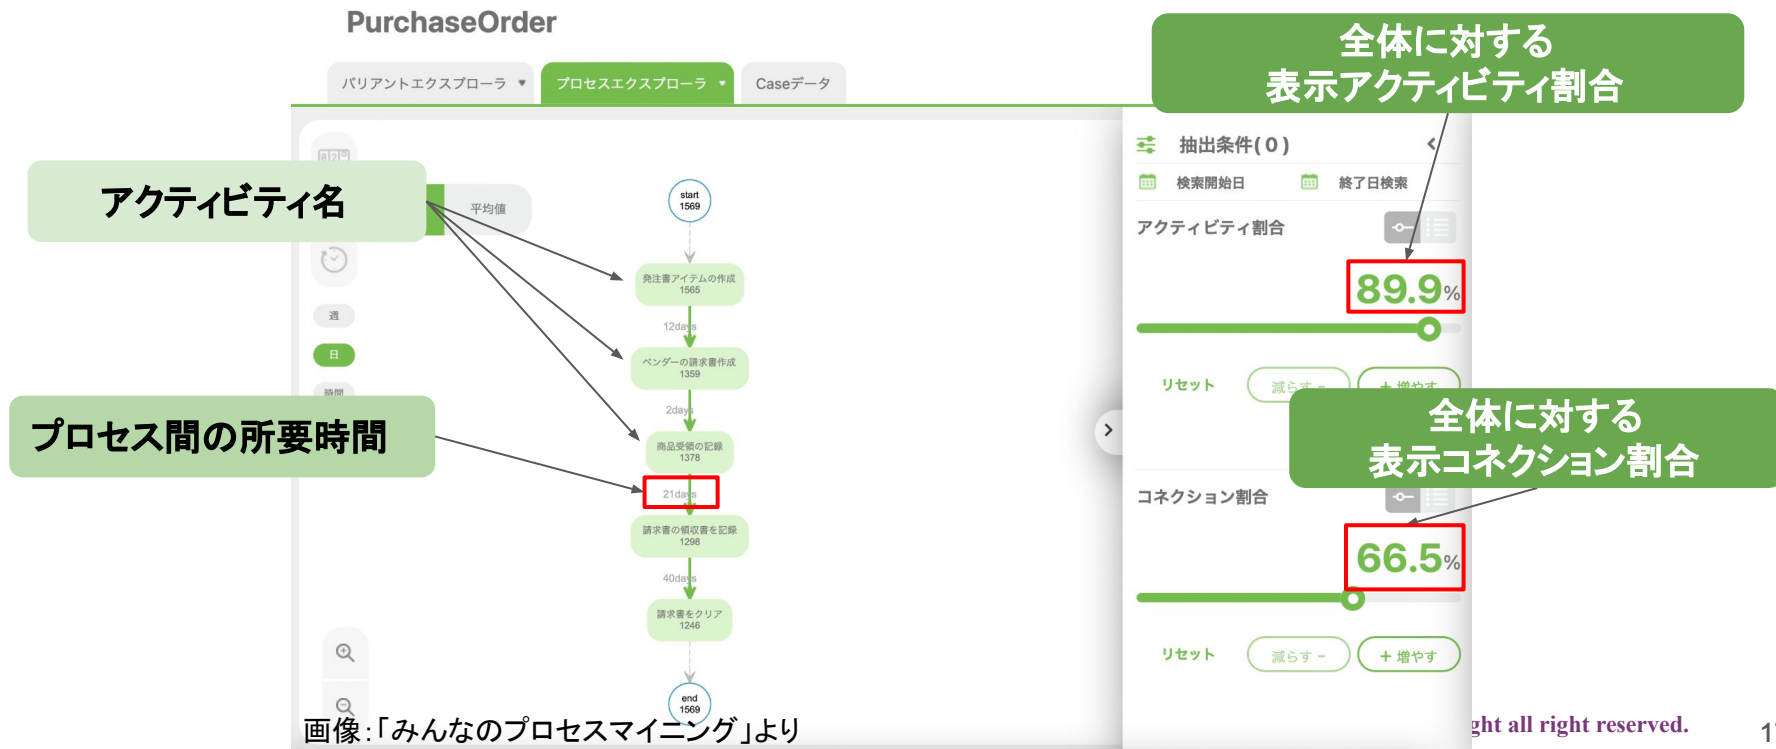 PurchaseOrder
バリアントエクスプローラ
プロセスエクスプローラ
Caseデータ
全体に対する
表示アクティビティ割合
抽出条件(0)
検索開始日
終了日検索
アクティビティ名
平均値
start
1569
アクティビティ割合
発注書アイテムの作成
1565
89.9%
週
12days
日
ベンダーの請求書作成
1359
時間
リセット
減らす -
+ 増やす
2days
プロセス間の所要時間
全体に対する
表示コネクション割合
商品受領の記録
1378
21days
コネクション割合
請求書の領収書を記録
1298
66.5%
40days
請求書をクリア
1246
リセット
減らす -
+ 増やす
end
1569
画像：「みんなのプロセスマイニング」より
ght all right reserved.